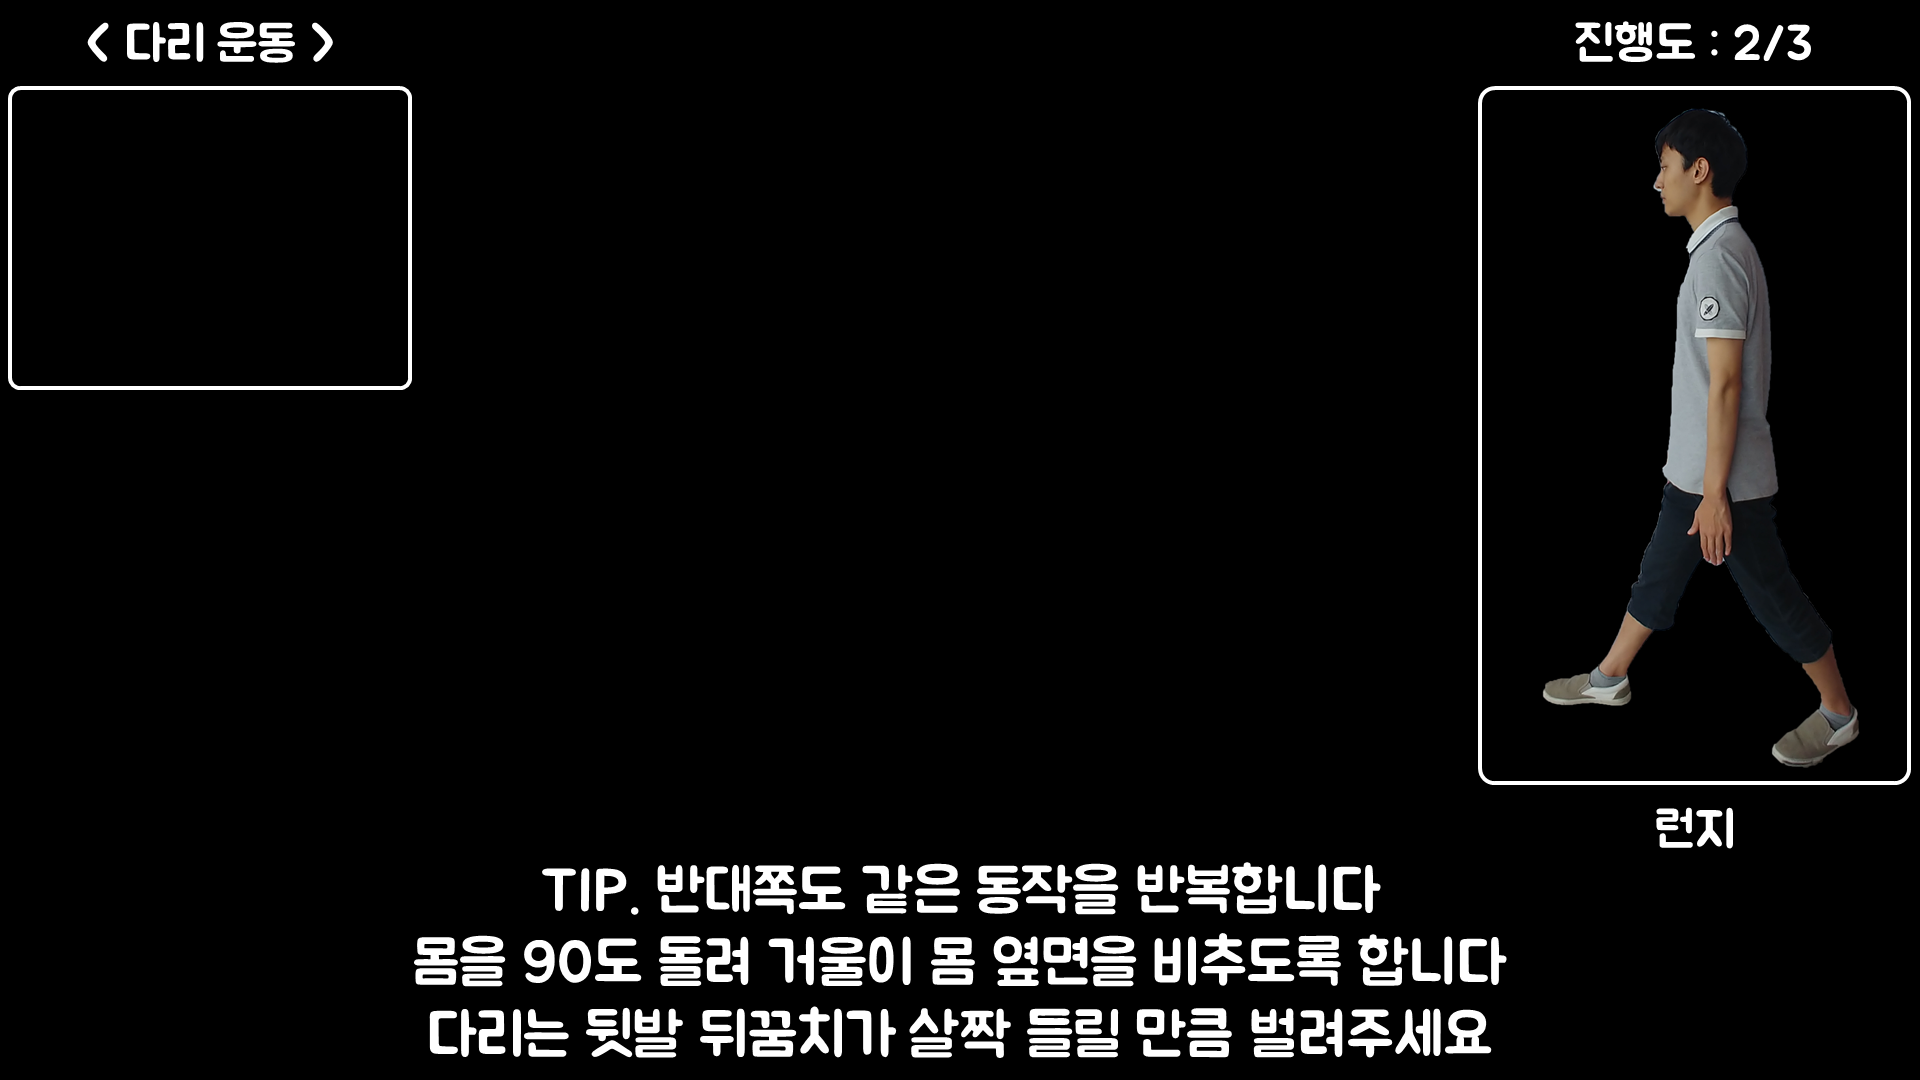 < 다리 운동 >
진행도 : 2/3
런지
TIP. 반대쪽도 같은 동작을 반복합니다
몸을 90도 돌려 거울이 몸 옆면을 비추도록 합니다
다리는 뒷발 뒤꿈치가 살짝 들릴 만큼 벌려주세요